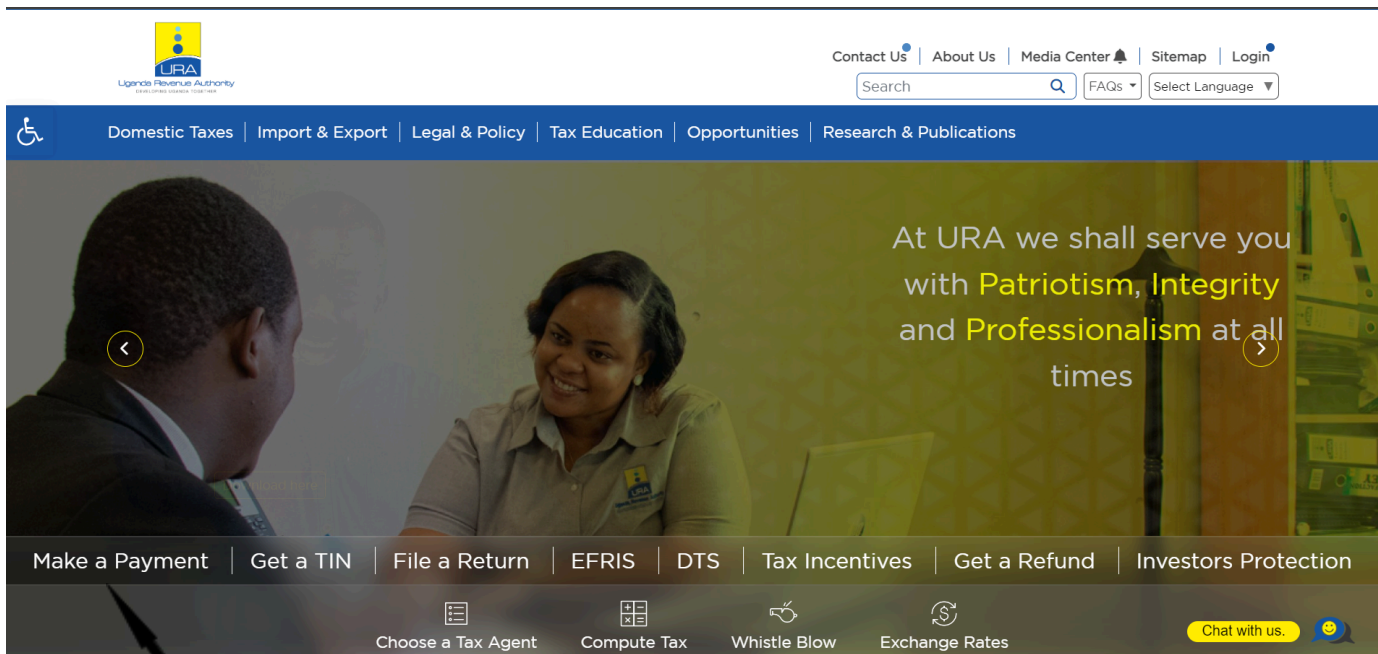 URA
Uganda Revenue Authority
DEVELOPING UGANDA TOGETHER
Contact Us | About Us | Media Center | Sitemap | Login
Search
FAQs
Select Language
Domestic Taxes | Import & Export | Legal & Policy | Tax Education | Opportunities | Research & Publications
At URA we shall serve you
with Patriotism, Integrity
and Professionalism at all
times
URA
Make a Payment | Get a TIN | File a Return | EFRIS | DTS | Tax Incentives | Get a Refund | Investors Protection
Choose a Tax Agent
Compute Tax
Whistle Blow
Exchange Rates
Chat with us.